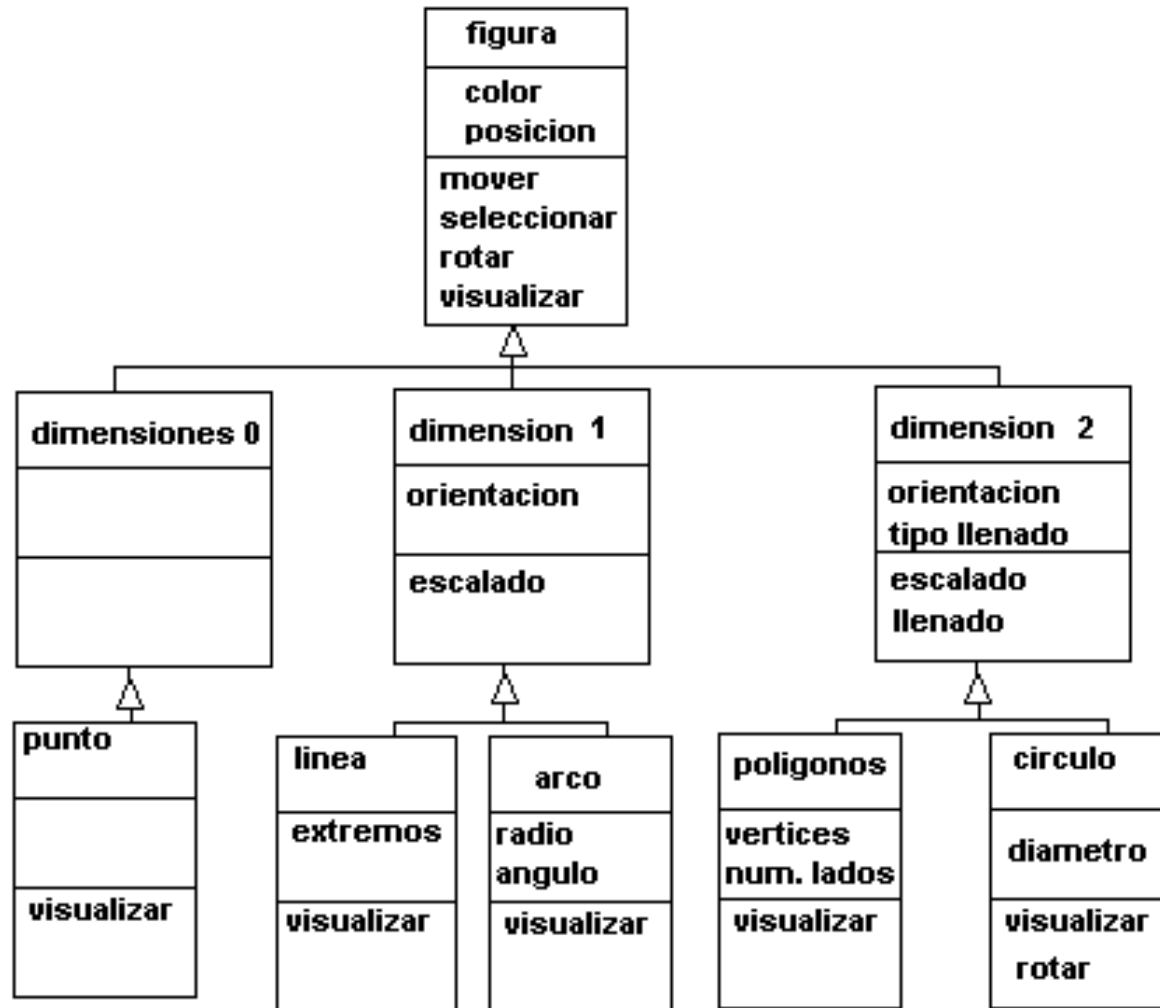 figura
color
posicion
mover
seleccionar
rotar
visualizar
dimensiones 0
dimension 1
orientacion
escalado
dimension 2
orientacion
tipo llenado
escalado
llenado
punto
visualizar
linea
extremos
visualizar
arco
radio
angulo
visualizar
poligonos
vertices
num. lados
visualizar
circulo
diametro
visualizar
rotar